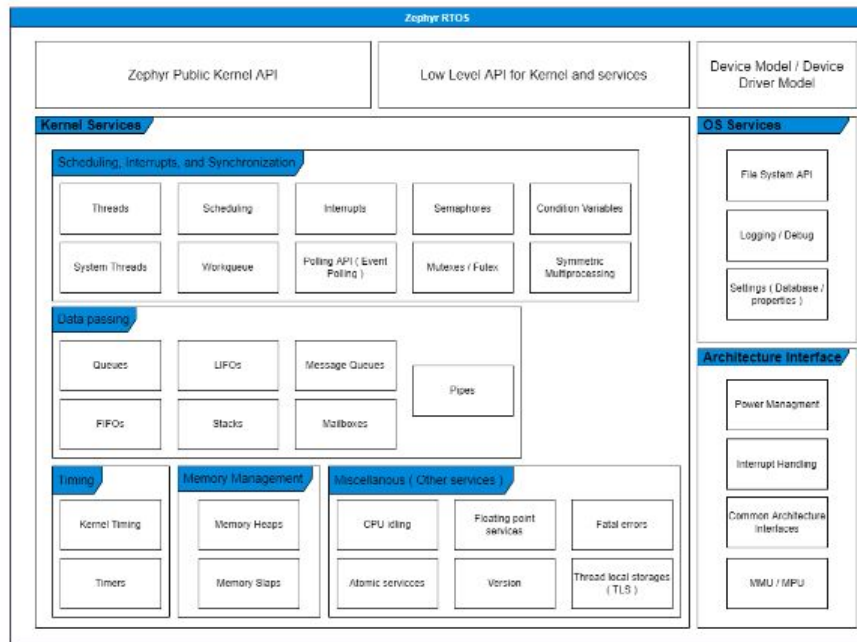 Zephyr RTOS
Zephyr Public Kernel API
Low Level API for Kernel and services
Device Model / Device
Driver Model
Kernel Services
Scheduling, Interrupts, and Synchronization
Threads
Scheduling
Interrupts
Semaphores
Condition Variables
System Threads
Workqueue
Polling API ( Event
Polling )
Mutexes / Futex
Symmetric
Multiprocessing
Data passing
Queues
LIFOs
Message Queues
Pipes
FIFOs
Stacks
Mailboxes
Timing
Kernel Timing
Timers
Memory Management
Memory Heaps
Memory Slaps
Miscellanous ( Other services )
CPU idling
Floating point
services
Fatal errors
Atomic servicces
Version
Thread local storages
( TLS )
OS Services
File System API
Logging / Debug
Settings ( Database /
properties )
Architecture Interface
Power Managment
Interrupt Handling
Common Architecture
Interfaces
MMU / MPU